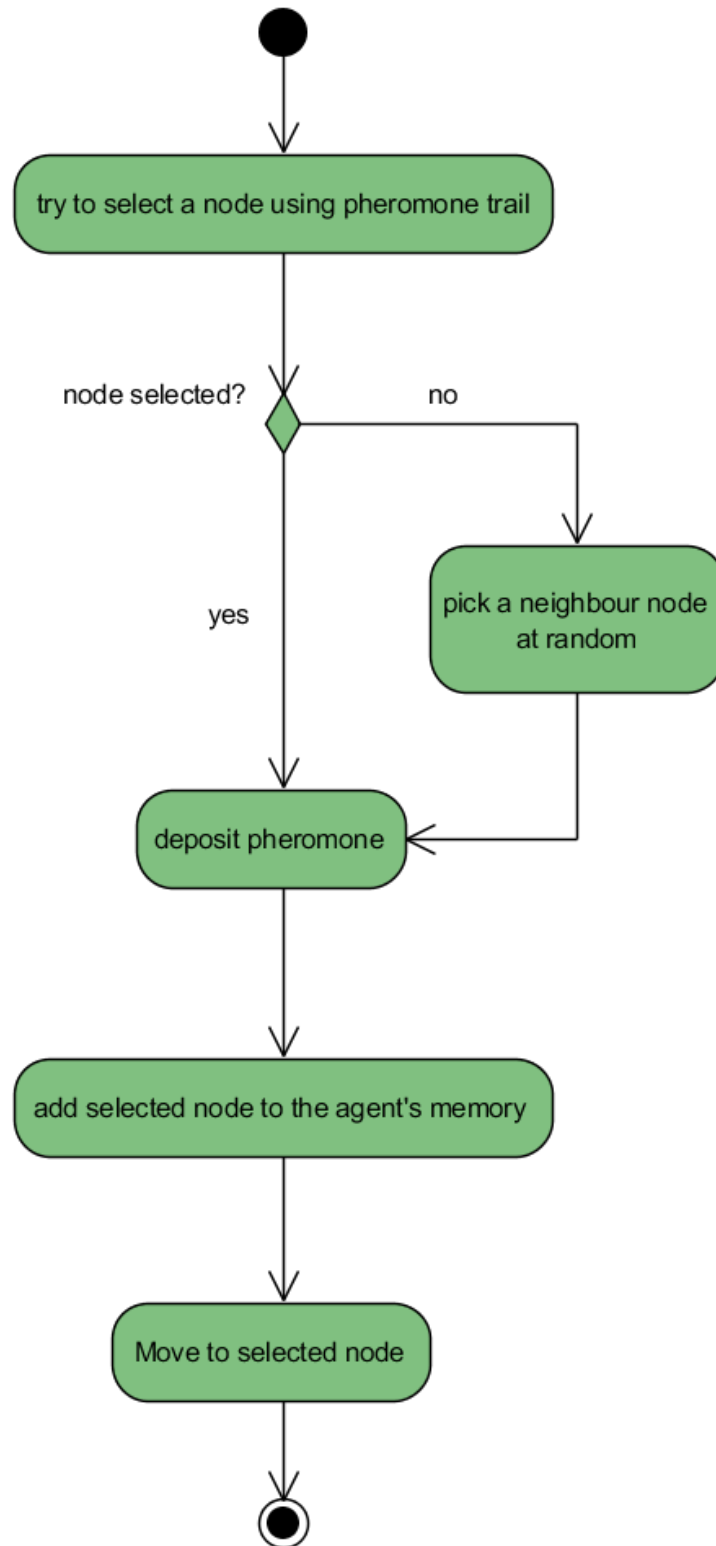 try to select a node using pheromone trail
node selected?
no
pick a neighbour node
at random
yes
deposit pheromone
add selected node to the agent's memory
Move to selected node